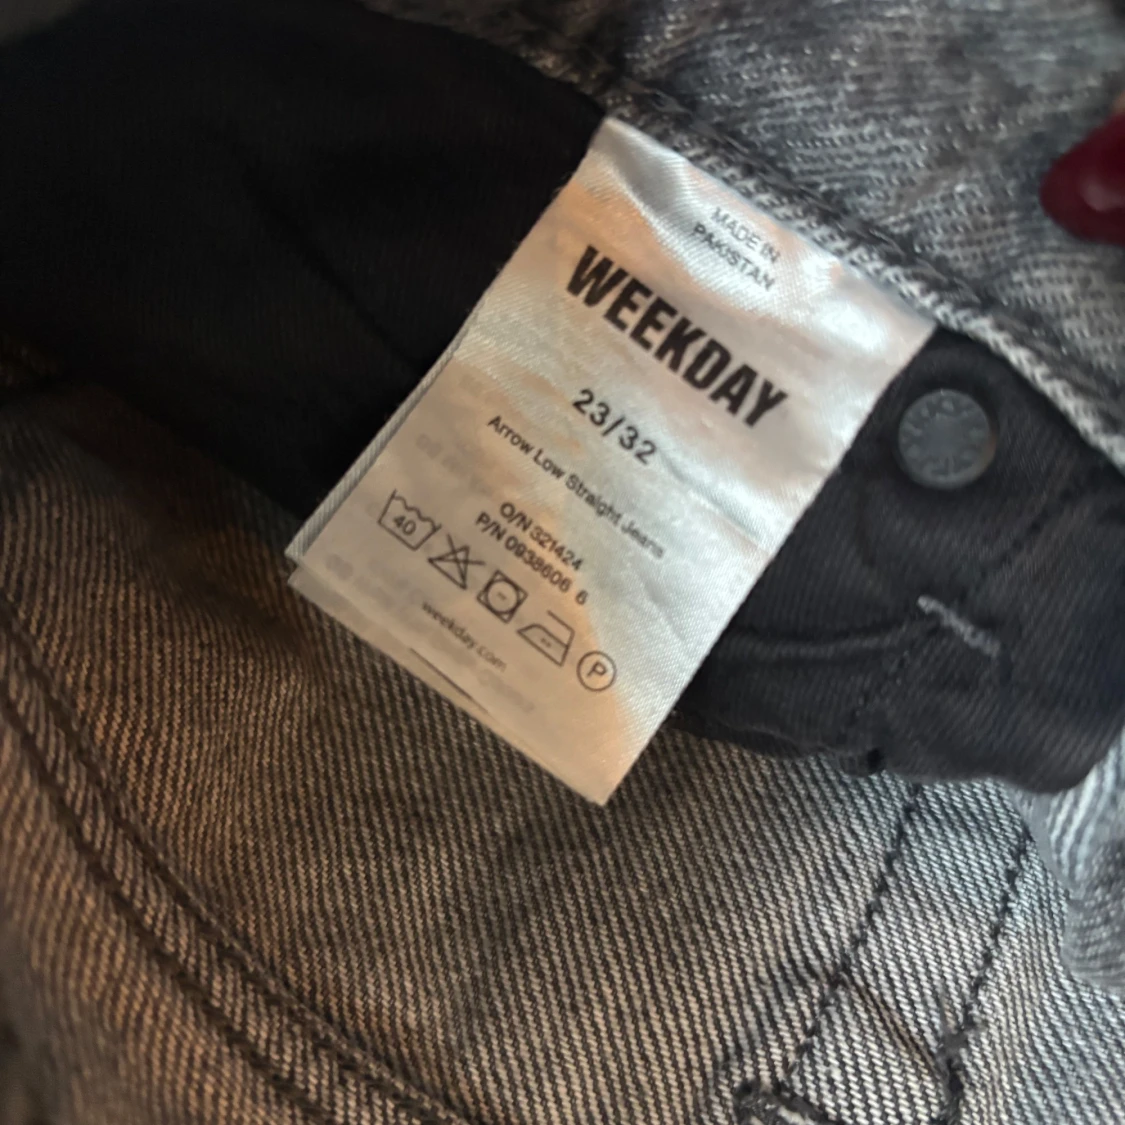 MADE IN
PAKISTAN
WEEKDAY
23/32
Arrow Low Straight Jeans
O/N 321424
P/N 0938606 6
40
P
weekday.com